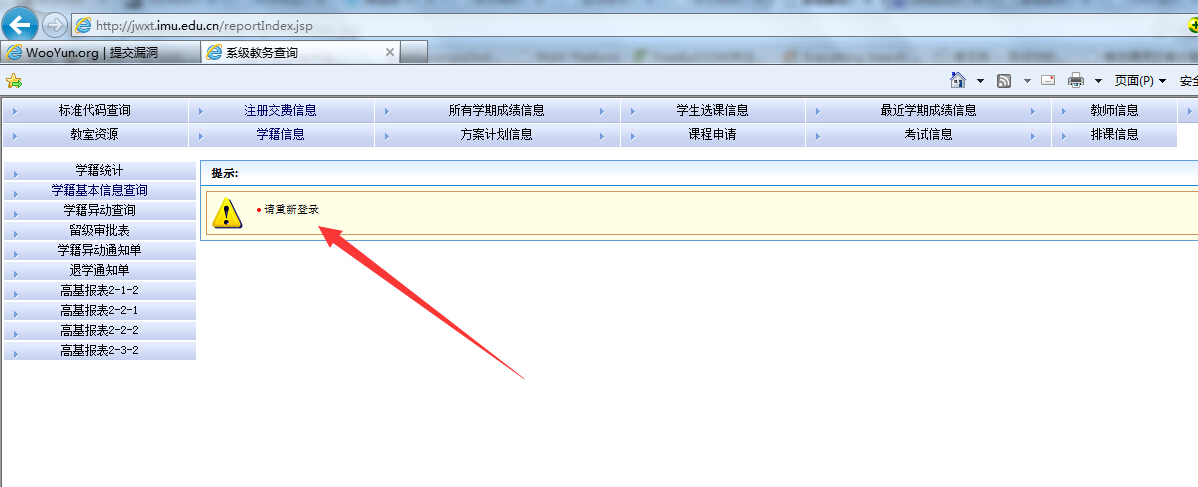 http://jwxt.imu.edu.cn/reportIndex.jsp
WooYun.org | 提交漏洞
系级教务查询
页面(P)
标准代码查询 注册交费信息 所有学期成绩信息 学生选课信息 最近学期成绩信息 教师信息
教室资源 学籍信息 方案计划信息 课程申请 考试信息 排课信息
学籍统计
学籍基本信息查询
学籍异动查询
留级审批表
学籍异动通知单
退学通知单
高基报表2-1-2
高基报表2-2-1
高基报表2-2-2
高基报表2-3-2
提示:
请重新登录